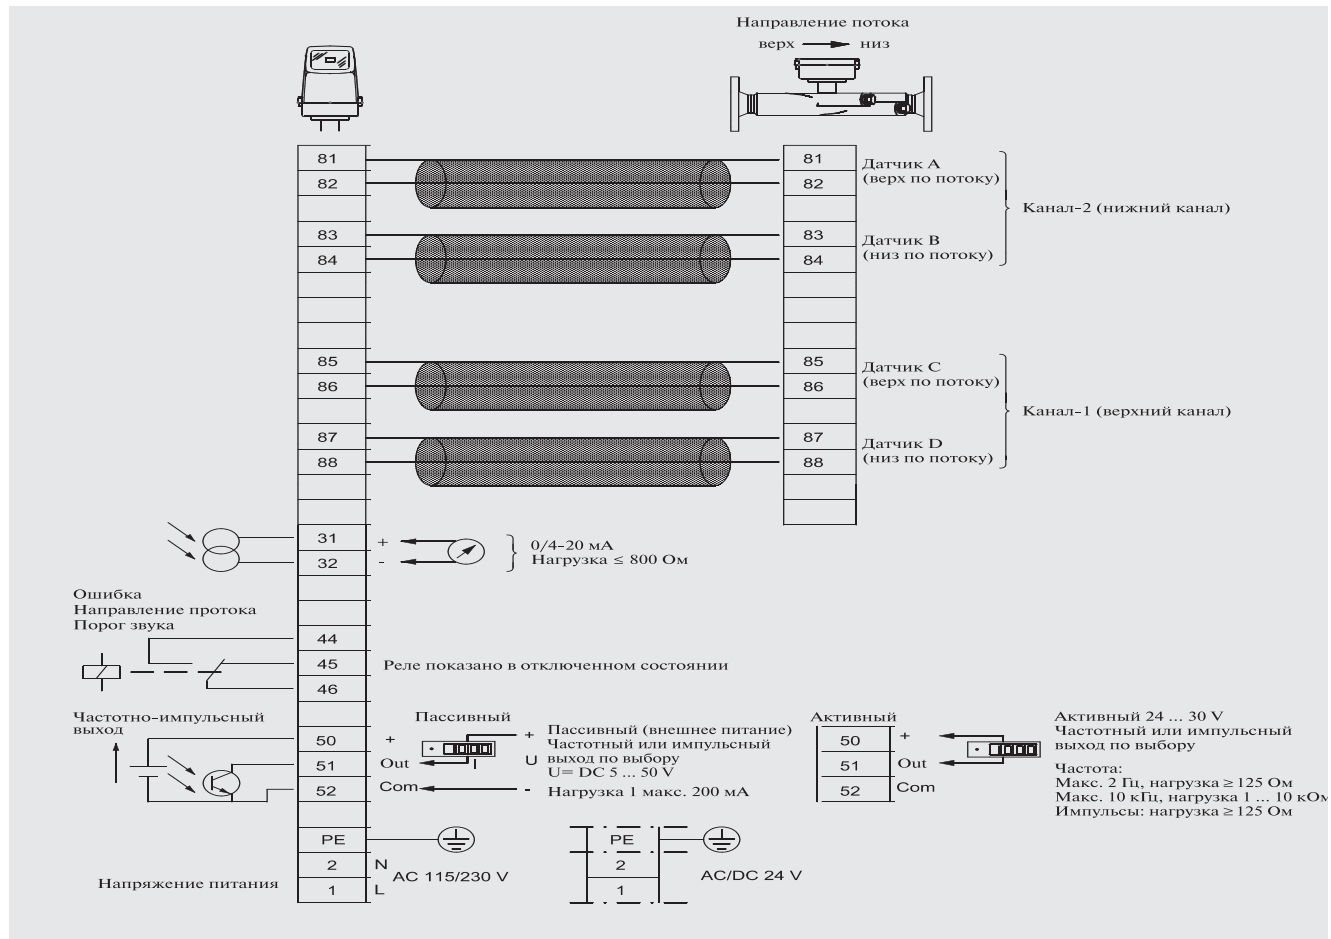 Направление потока
верх
низ
81
81
Датчик A
82
82
(верх по потоку)
Канал-2 (нижний канал)
83
83
Датчик B
84
84
(низ по потоку)
85
85
Датчик C
86
86
(верх по потоку)
Канал-1 (верхний канал)
87
87
Датчик D
88
88
(низ по потоку)
31
+
0/4-20 мА
32
-
Нагрузка ≤ 800 Ом
Ошибка
Направление протока
Порог звука
44
45
Реле показано в отключенном состоянии
46
Частотно-импульсный
выход
50
+
51
Out
52
Com
Пассивный
+
U
-
Пассивный (внешнее питание)
Частотный или импульсный
выход по выбору
U= DC 5 ... 50 V
Нагрузка 1 макс. 200 мА
Активный
50
+
51
Out
52
Com
Активный 24 ... 30 V
Частотный или импульсный
выход по выбору
Частота:
Макс. 2 Гц, нагрузка ≥ 125 Ом
Макс. 10 кГц, нагрузка 1 ... 10 кОм
Импульсы: нагрузка ≥ 125 Ом
PE
PE
2
N
2
Напряжение питания
1
L
AC 115/230 V
1
AC/DC 24 V